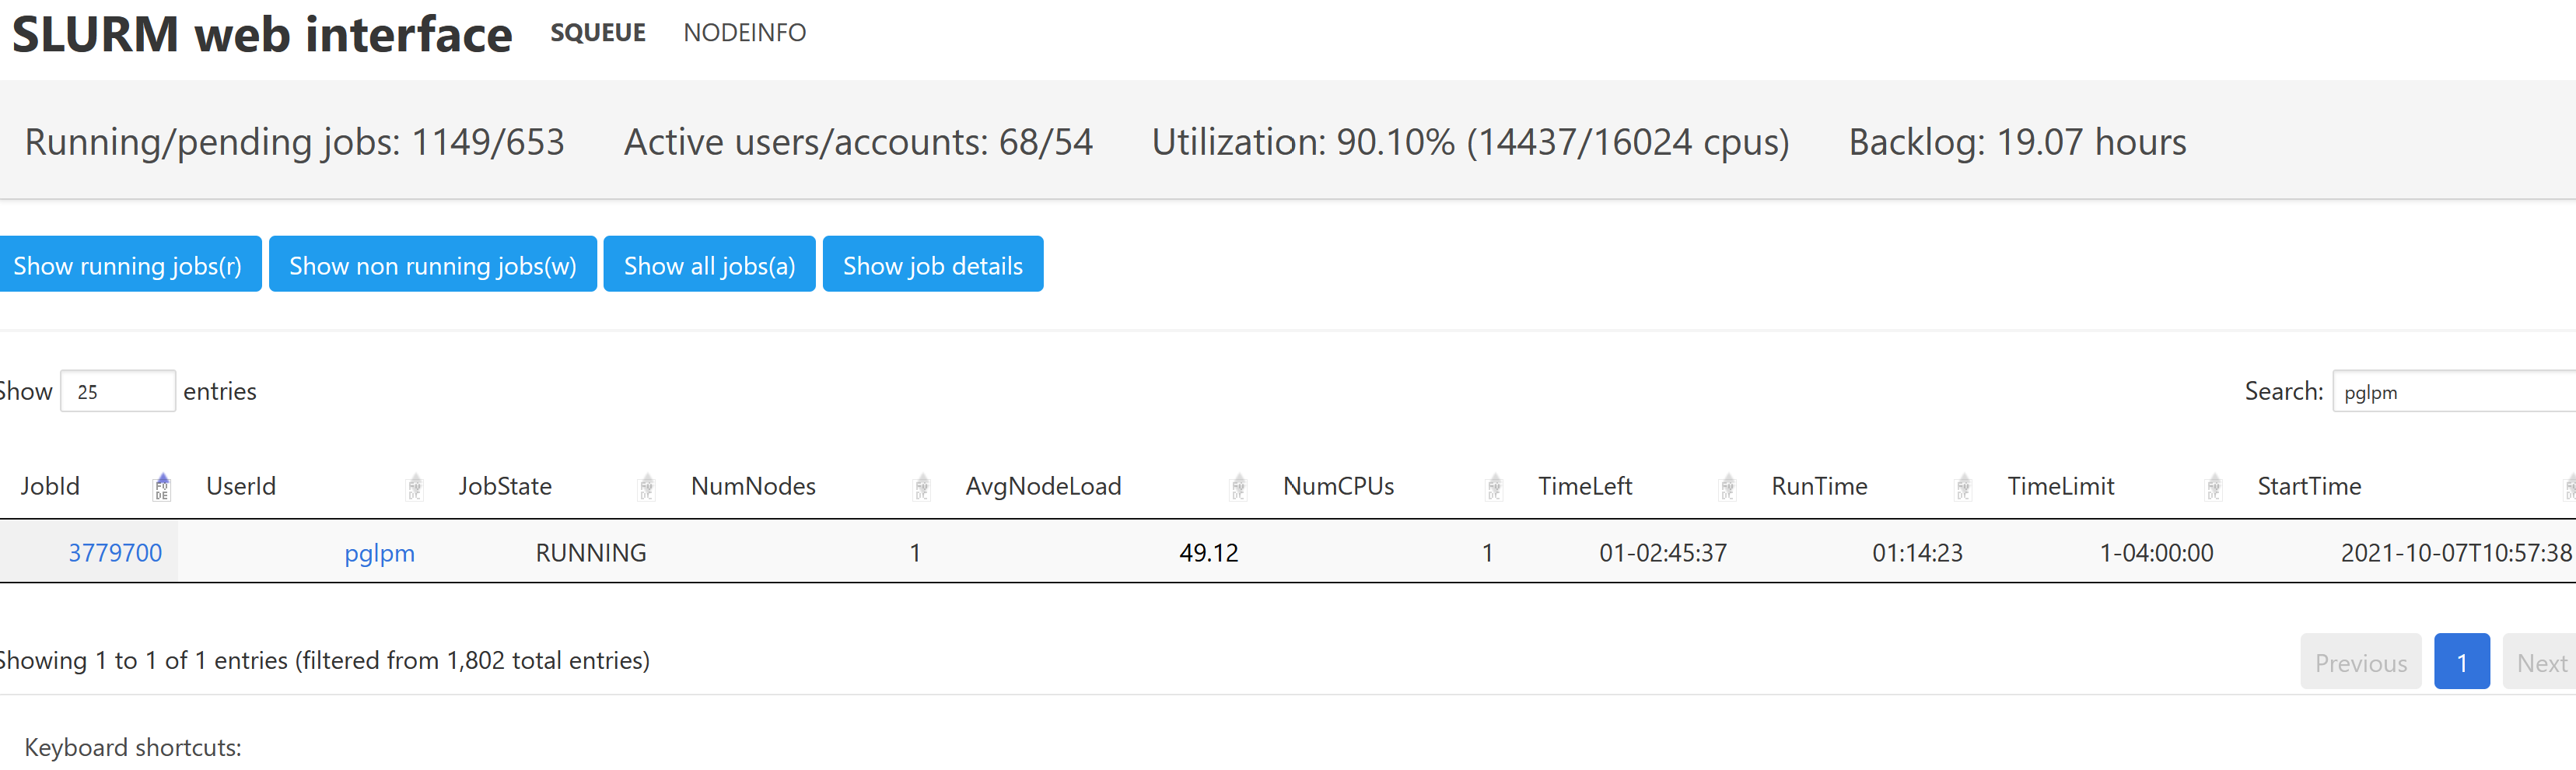 SLURM web interface SQUEUE NODEINFO
Running/pending jobs: 1149/653 Active users/accounts: 68/54 Utilization: 90.10% (14437/16024 cpus) Backlog: 19.07 hours
Show running jobs(r) Show non running jobs(w) Show all jobs(a) Show job details
Show 25 entries Search: pglpm
JobId UserId JobState NumNodes AvgNodeLoad NumCPUs TimeLeft RunTime TimeLimit StartTime
3779700 pglpm RUNNING 1 49.12 1 01-02:45:37 01:14:23 1-04:00:00 2021-10-07T10:57:38
Showing 1 to 1 of 1 entries (filtered from 1,802 total entries) Previous 1 Next
Keyboard shortcuts: